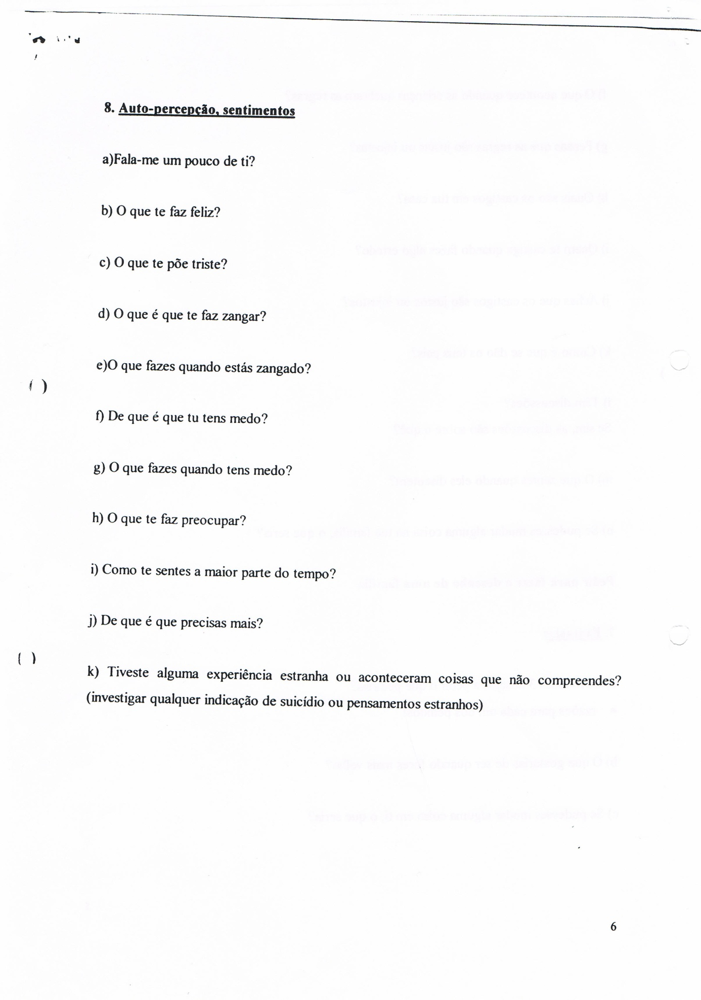 8. Auto-percepção, sentimentos
a)Fala-me um pouco de ti?
b) O que te faz feliz?
c) O que te põe triste?
d) O que é que te faz zangar?
e)O que fazes quando estás zangado?
f) De que é que tu tens medo?
g) O que fazes quando tens medo?
h) O que te faz preocupar?
i) Como te sentes a maior parte do tempo?
j) De que é que precisas mais?
k) Tiveste alguma experiência estranha ou aconteceram coisas que não compreendes?
(investigar qualquer indicação de suicídio ou pensamentos estranhos)
6